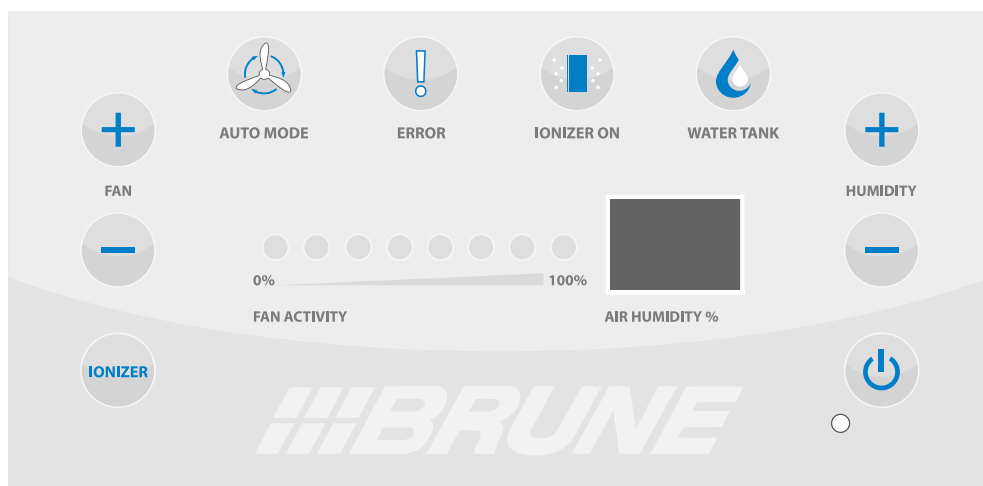 AUTO MODE
ERROR
IONIZER ON
WATER TANK
FAN
HUMIDITY
0%
100%
FAN ACTIVITY
AIR HUMIDITY %
IONIZER
BRUNE